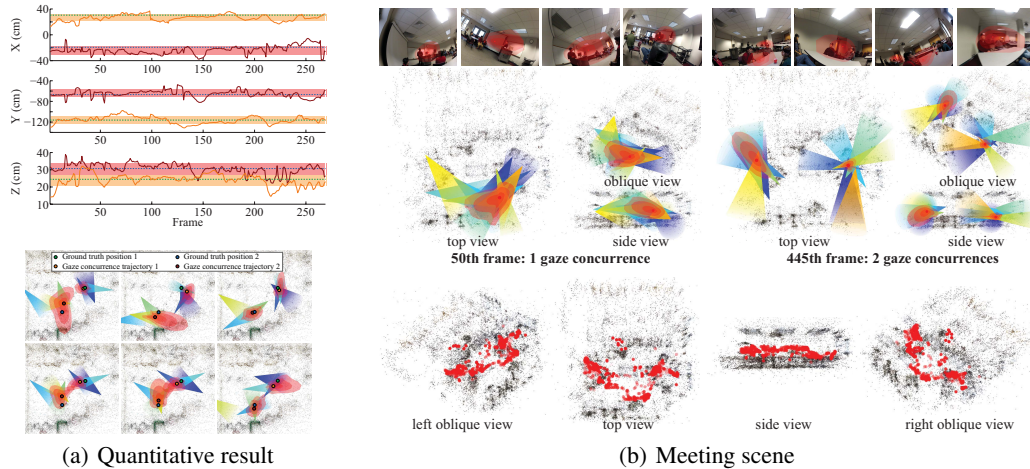 X (cm)
40
20
0
−20
−40
50 100 150 200 250
Y (cm)
−80
−120
50 100 150 200 250
Z (cm)
40
30
20
10
50 100 150 200 250
Frame
Ground truth position 1
Ground truth position 2
Gaze concurrence trajectory 1
Gaze concurrence trajectory 2
(a) Quantitative result
oblique view
top view
side view
50th frame: 1 gaze concurrence
oblique view
top view
side view
445th frame: 2 gaze concurrences
left oblique view
top view
side view
right oblique view
(b) Meeting scene